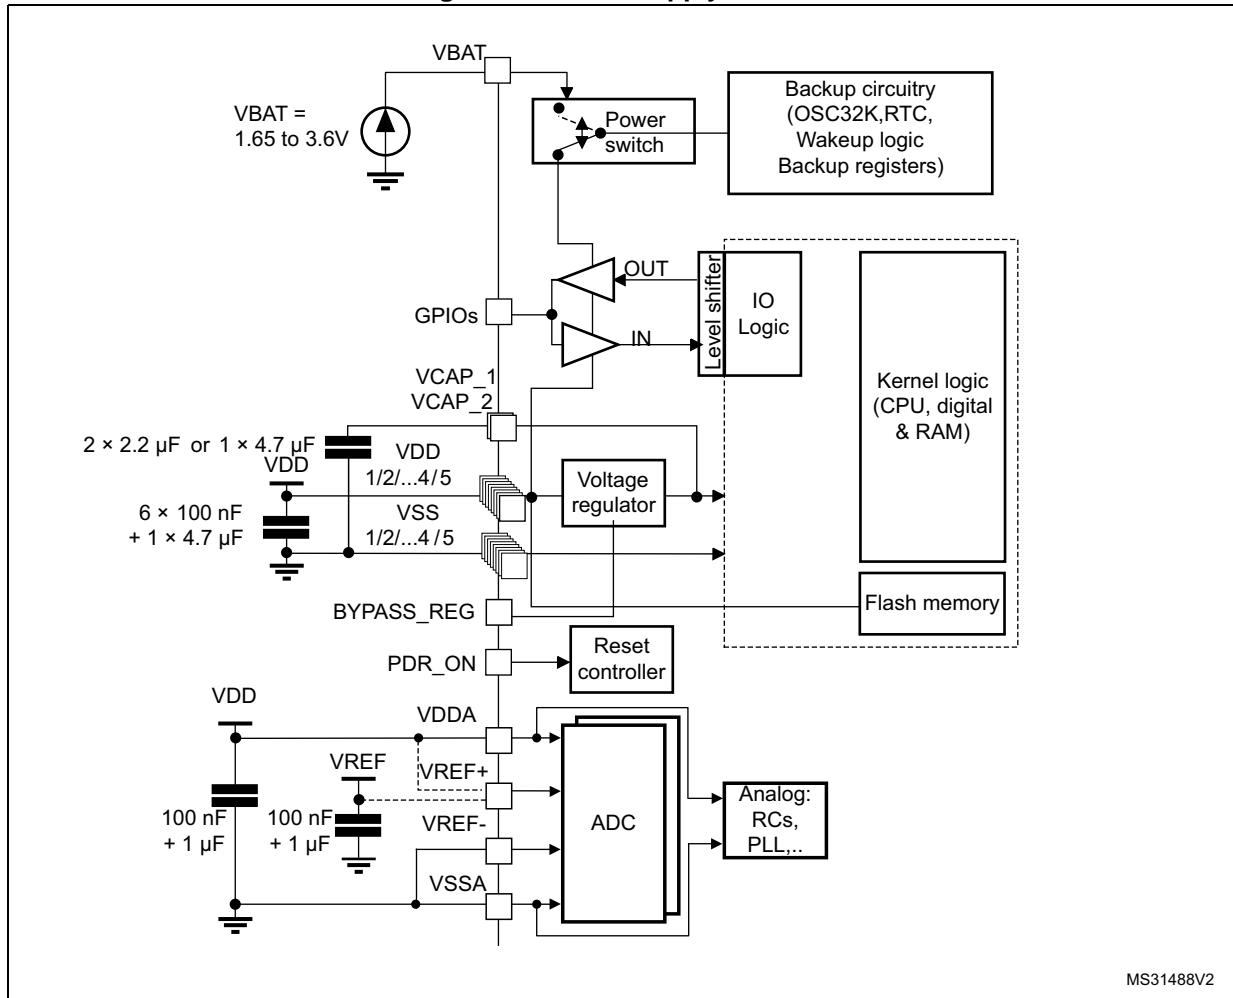 VBAT
VBAT =
1.65 to 3.6V
Power
switch
Backup circuitry
(OSC32K,RTC,
Wakeup logic
Backup registers)
OUT
GPIOs
IN
Level shifter
IO
Logic
Kernel logic
(CPU, digital
& RAM)
VCAP_1
VCAP_2
2 × 2.2 μF or 1 × 4.7 μF
VDD
VDD
1/2/...4/5
Voltage
regulator
6 × 100 nF
+ 1 × 4.7 μF
VSS
1/2/...4/5
Flash memory
BYPASS_REG
PDR_ON
Reset
controller
VDD
VDDA
VREF
VREF+
100 nF
+ 1 μF
100 nF
+ 1 μF
VREF-
VSSA
ADC
Analog:
RCs,
PLL,..
MS31488V2